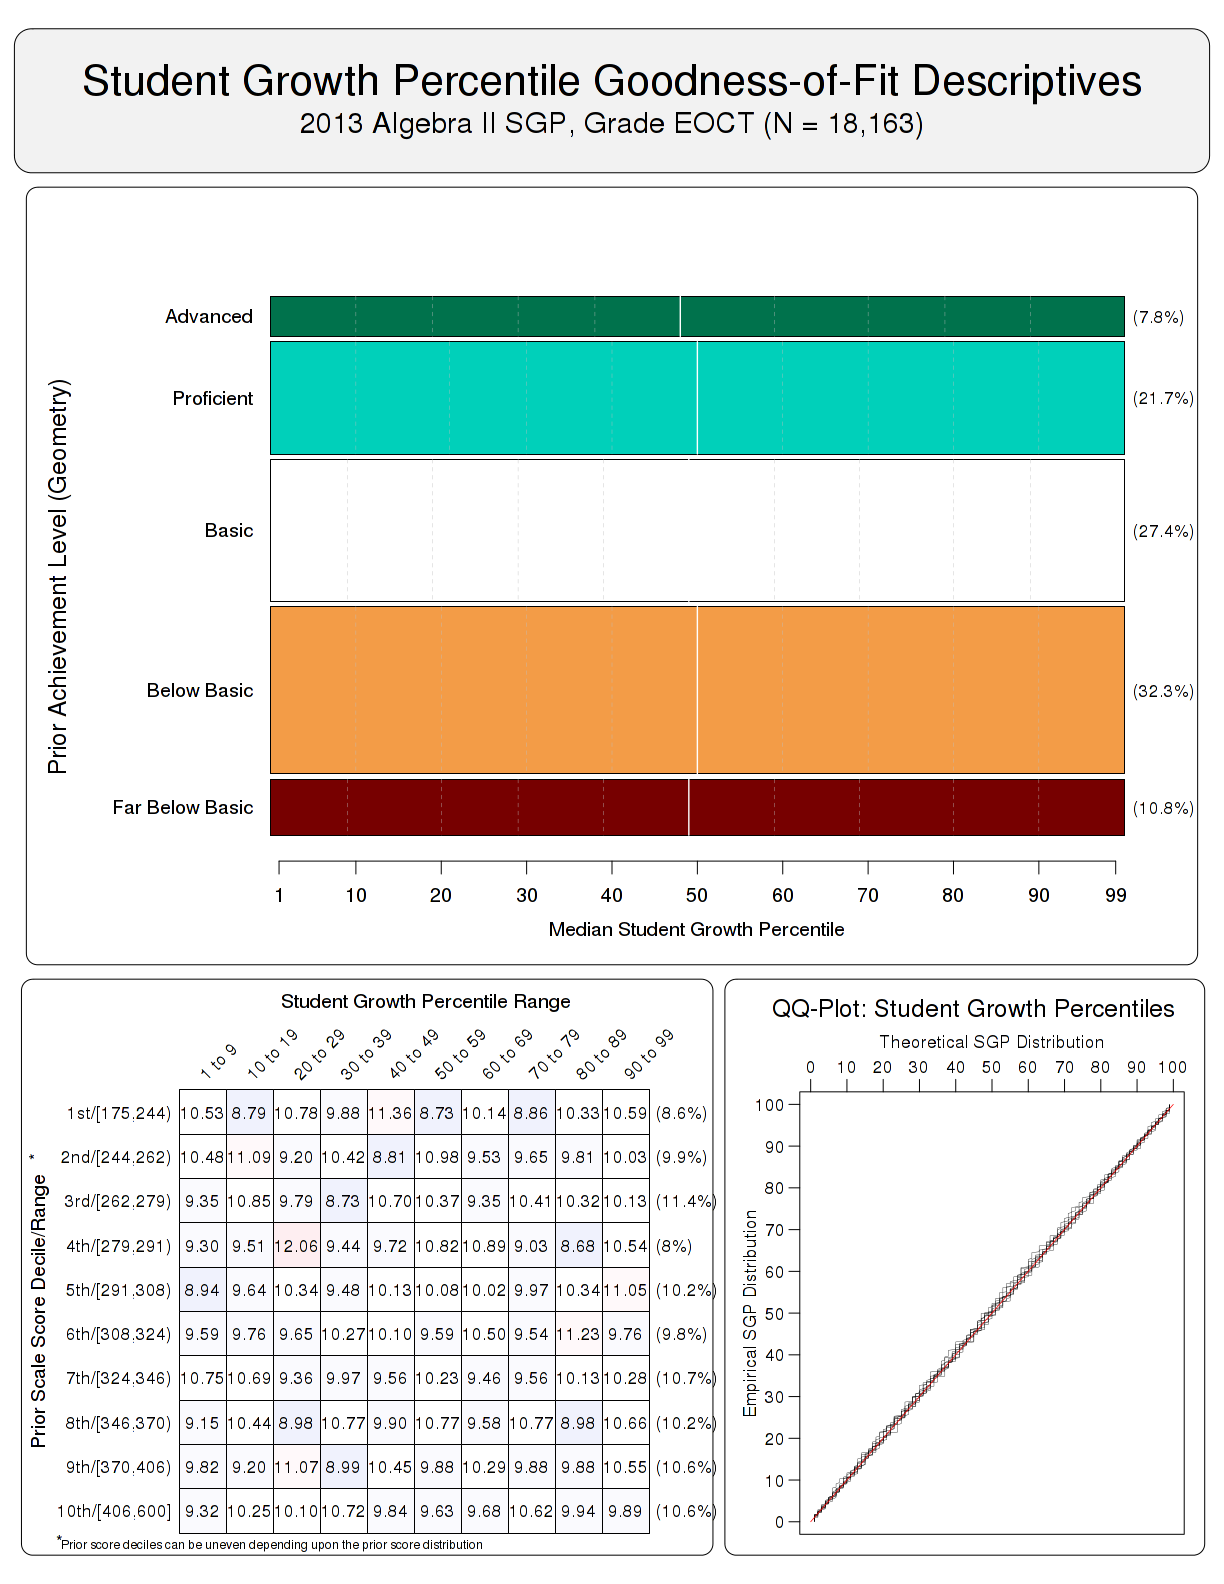 Student Growth Percentile Goodness-of-Fit Descriptives
2013 Algebra II SGP, Grade EOCT (N = 18,163)
Prior Achievement Level (Geometry)
Advanced (7.8%)
Proficient (21.7%)
Basic (27.4%)
Below Basic (32.3%)
Far Below Basic (10.8%)
1 10 20 30 40 50 60 70 80 90 99
Median Student Growth Percentile
Student Growth Percentile Range
1 to 9 10 to 19 20 to 29 30 to 39 40 to 49 50 to 59 60 to 69 70 to 79 80 to 89 90 to 99
Prior Scale Score Decile/Range *
1st/[175,244) 10.53 8.79 10.78 9.88 11.36 8.73 10.14 8.86 10.33 10.59 (8.6%)
2nd/[244,262) 10.48 11.09 9.20 10.42 8.81 10.98 9.53 9.65 9.81 10.03 (9.9%)
3rd/[262,279) 9.35 10.85 9.79 8.73 10.70 10.37 9.35 10.41 10.32 10.13 (11.4%)
4th/[279,291) 9.30 9.51 12.06 9.44 9.72 10.82 10.89 9.03 8.68 10.54 (8%)
5th/[291,308) 8.94 9.64 10.34 9.48 10.13 10.08 10.02 9.97 10.34 11.05 (10.2%)
6th/[308,324) 9.59 9.76 9.65 10.27 10.10 9.59 10.50 9.54 11.23 9.76 (9.8%)
7th/[324,346) 10.75 10.69 9.36 9.97 9.56 10.23 9.46 9.56 10.13 10.28 (10.7%)
8th/[346,370) 9.15 10.44 8.98 10.77 9.90 10.77 9.58 10.77 8.98 10.66 (10.2%)
9th/[370,406) 9.82 9.20 11.07 8.99 10.45 9.88 10.29 9.88 9.88 10.55 (10.6%)
10th/[406,600] 9.32 10.25 10.10 10.72 9.84 9.63 9.68 10.62 9.94 9.89 (10.6%)
*Prior score deciles can be uneven depending upon the prior score distribution
QQ-Plot: Student Growth Percentiles
Theoretical SGP Distribution
0 10 20 30 40 50 60 70 80 90 100
Empirical SGP Distribution
100
90
80
70
60
50
40
30
20
10
0